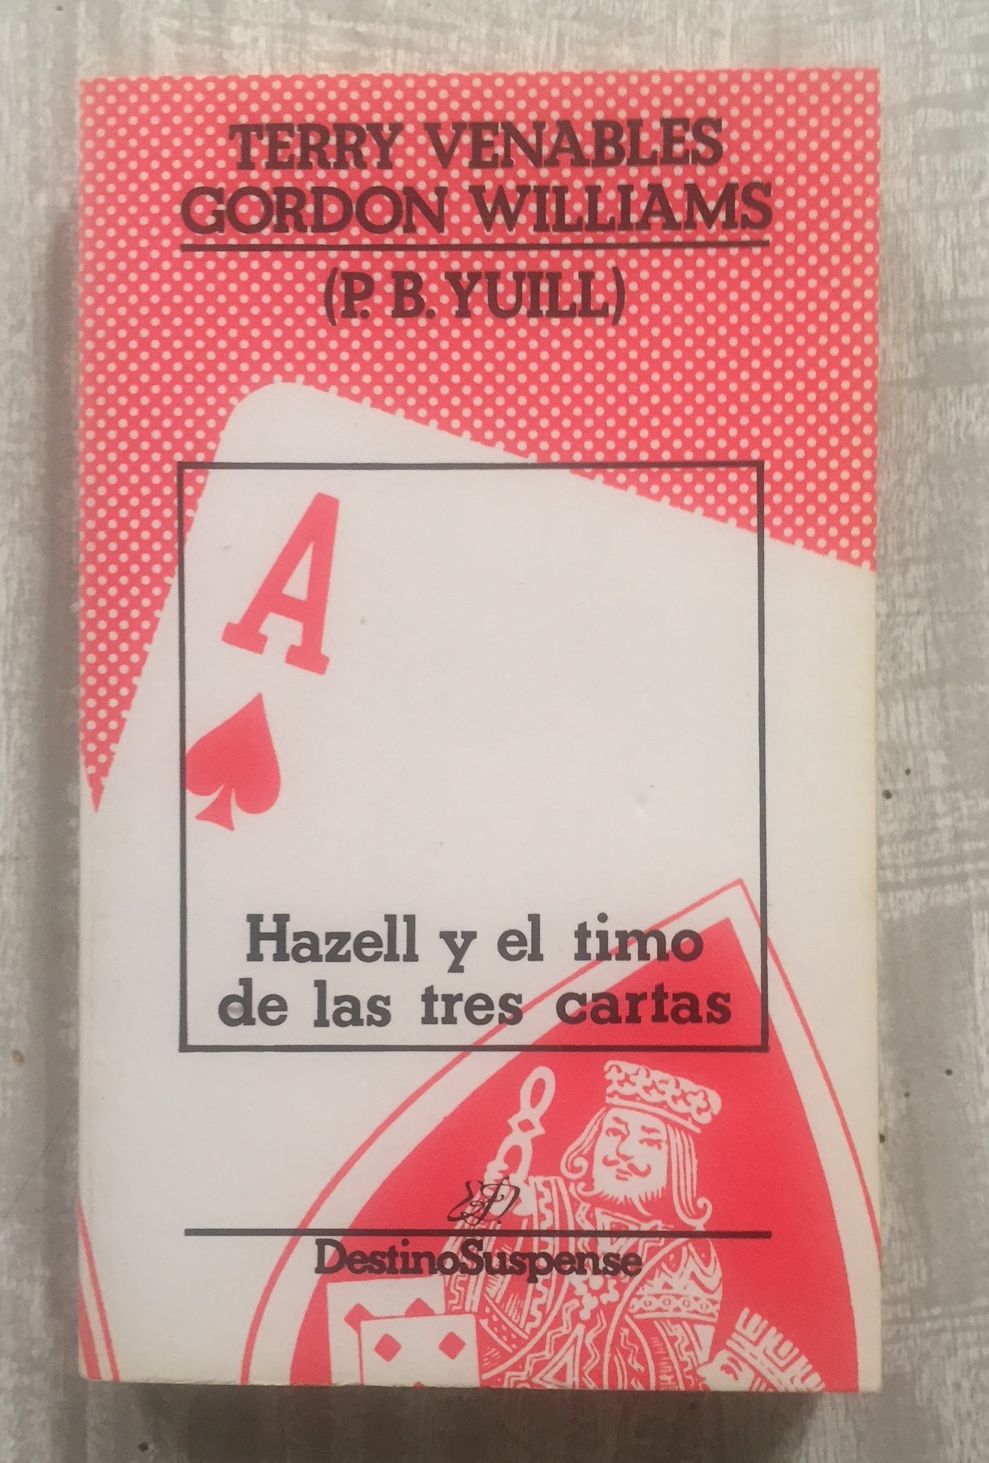 TERRY VENABLES
GORDON WILLIAMS
(P. B. YUILL)
A
Hazell y el timo
de las tres cartas
DestinoSuspense